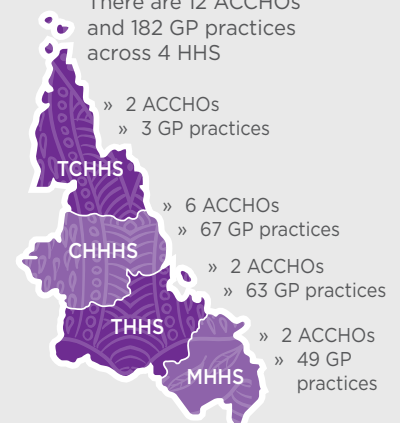 There are 12 ACCHOs
and 182 GP practices
across 4 HHS
» 2 ACCHOs
» 3 GP practices
TCHHS
» 6 ACCHOs
» 67 GP practices
CHHHS
» 2 ACCHOs
» 63 GP practices
THHS
» 2 ACCHOs
» 49 GP
practices
MHHS